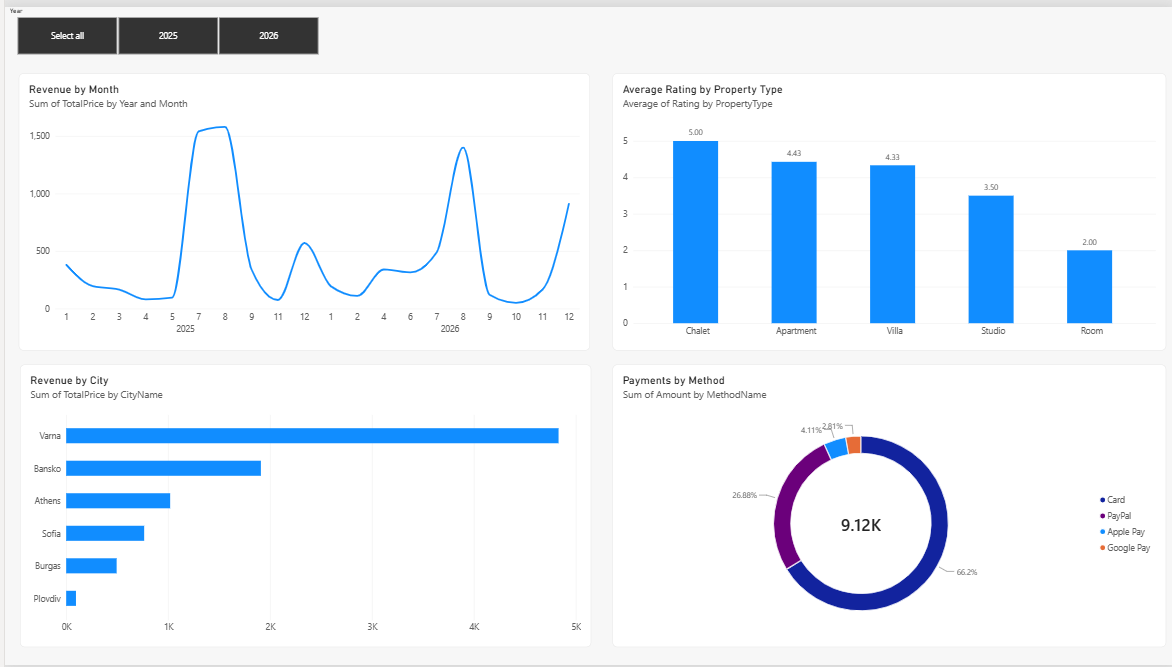 Year
Select all 2025 2026
Revenue by Month
Sum of TotalPrice by Year and Month
1,500
1,000
500
0
1 2 3 4 5 7 8 9 11 12 1 2 4 6 7 8 9 10 11 12
2025 2026
Average Rating by Property Type
Average of Rating by PropertyType
5
4
3
2
1
0
5.00
4.43
4.33
3.50
2.00
Chalet Apartment Villa Studio Room
Revenue by City
Sum of TotalPrice by CityName
Varna
Bansko
Athens
Sofia
Burgas
Plovdiv
0K 1K 2K 3K 4K 5K
Payments by Method
Sum of Amount by MethodName
4.11% 2.81%
26.88%
9.12K
66.2%
Card
PayPal
Apple Pay
Google Pay